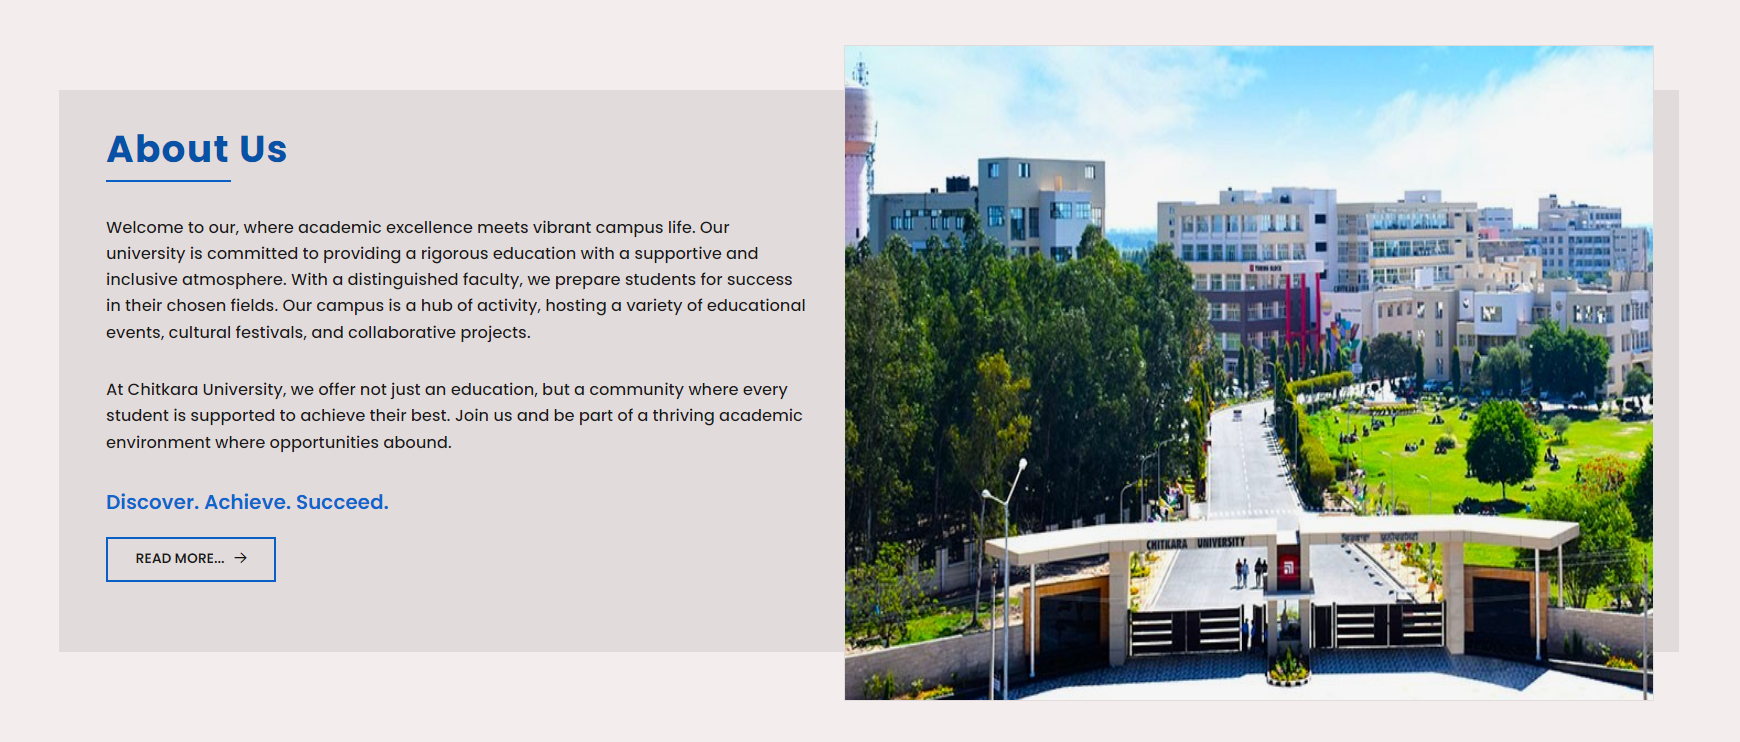 About Us
Welcome to our, where academic excellence meets vibrant campus life. Our
university is committed to providing a rigorous education with a supportive and
inclusive atmosphere. With a distinguished faculty, we prepare students for success
in their chosen fields. Our campus is a hub of activity, hosting a variety of educational
events, cultural festivals, and collaborative projects.
At Chitkara University, we offer not just an education, but a community where every
student is supported to achieve their best. Join us and be part of a thriving academic
environment where opportunities abound.
Discover. Achieve. Succeed.
READ MORE... →
CHITKARA UNIVERSITY